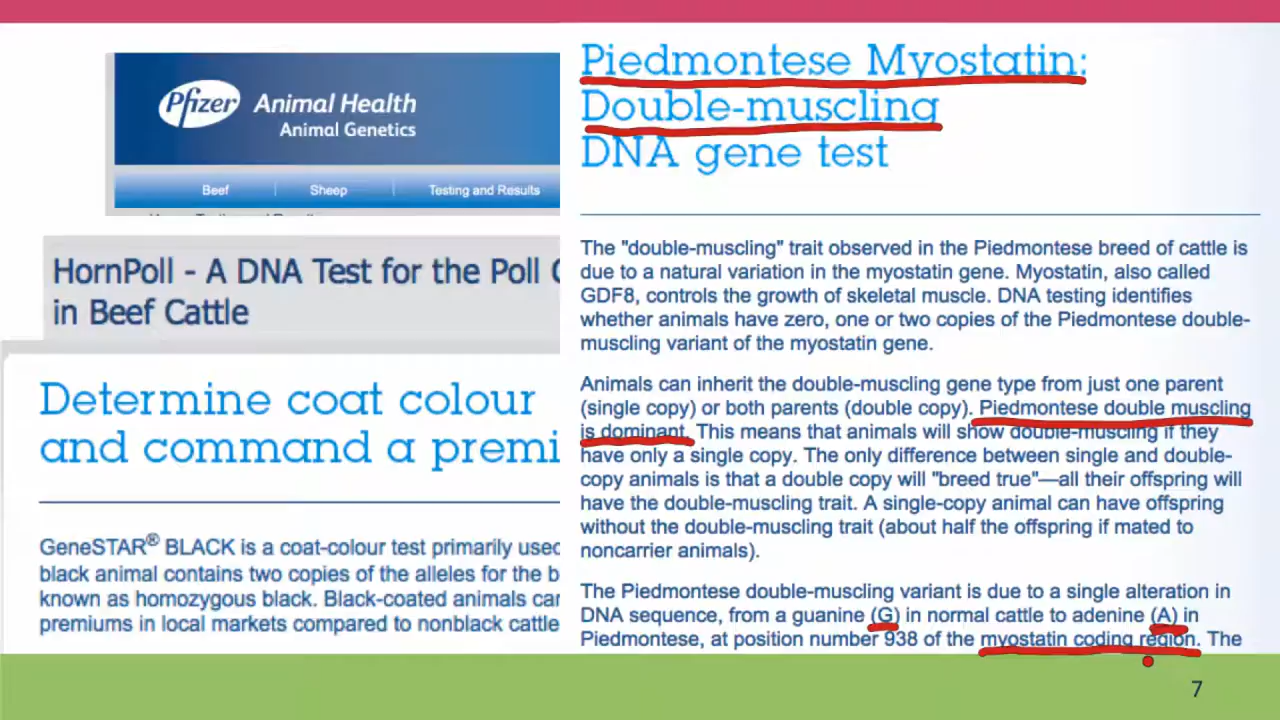 Pfizer Animal Health
Animal Genetics
Beef Sheep Testing and Results
HornPoll - A DNA Test for the Poll
in Beef Cattle
Determine coat colour
and command a premi
GeneSTAR® BLACK is a coat-colour test primarily used
black animal contains two copies of the alleles for the b
known as homozygous black. Black-coated animals can
premiums in local markets compared to nonblack cattle
Piedmontese Myostatin:
Double-muscling
DNA gene test
The "double-muscling" trait observed in the Piedmontese breed of cattle is
due to a natural variation in the myostatin gene. Myostatin, also called
GDF8, controls the growth of skeletal muscle. DNA testing identifies
whether animals have zero, one or two copies of the Piedmontese double-
muscling variant of the myostatin gene.
Animals can inherit the double-muscling gene type from just one parent
(single copy) or both parents (double copy). Piedmontese double muscling
is dominant. This means that animals will show double-muscling if they
have only a single copy. The only difference between single and double-
copy animals is that a double copy will "breed true"—all their offspring will
have the double-muscling trait. A single-copy animal can have offspring
without the double-muscling trait (about half the offspring if mated to
noncarrier animals).
The Piedmontese double-muscling variant is due to a single alteration in
DNA sequence, from a guanine (G) in normal cattle to adenine (A) in
Piedmontese, at position number 938 of the myostatin coding region. The
7